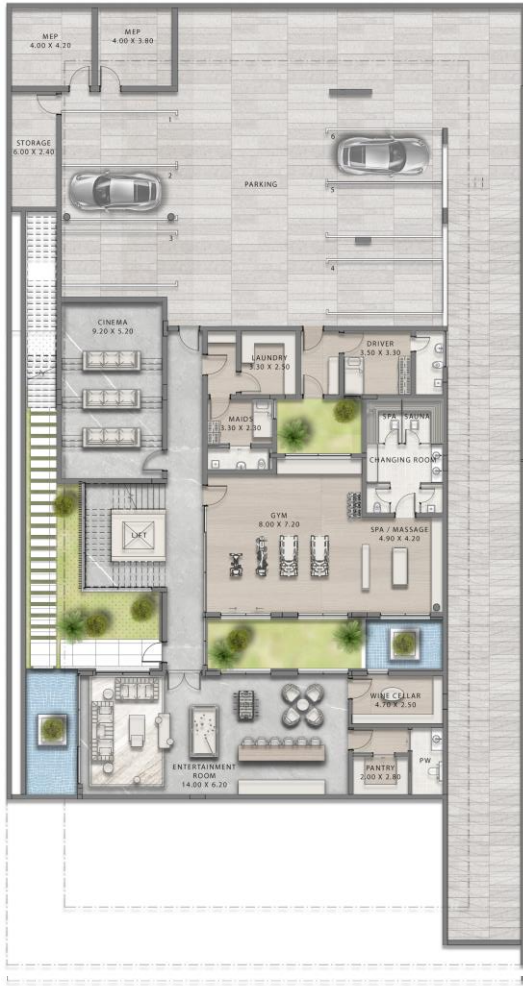 MEP
4.00 X 4.20
MEP
4.00 X 3.80
STORAGE
6.00 X 2.40
1
2
3
PARKING
6
5
4
CINEMA
9.20 X 5.20
LAUNDRY
3.30 X 2.50
DRIVER
3.50 X 3.30
MAIDS
3.30 X 2.30
SPA
SAUNA
CHANGING ROOM
LIFT
GYM
8.00 X 7.20
SPA / MASSAGE
4.90 X 4.20
WINE CELLAR
4.70 X 2.50
ENTERTAINMENT
ROOM
14.00 X 6.20
PANTRY
2.00 X 2.80
PW